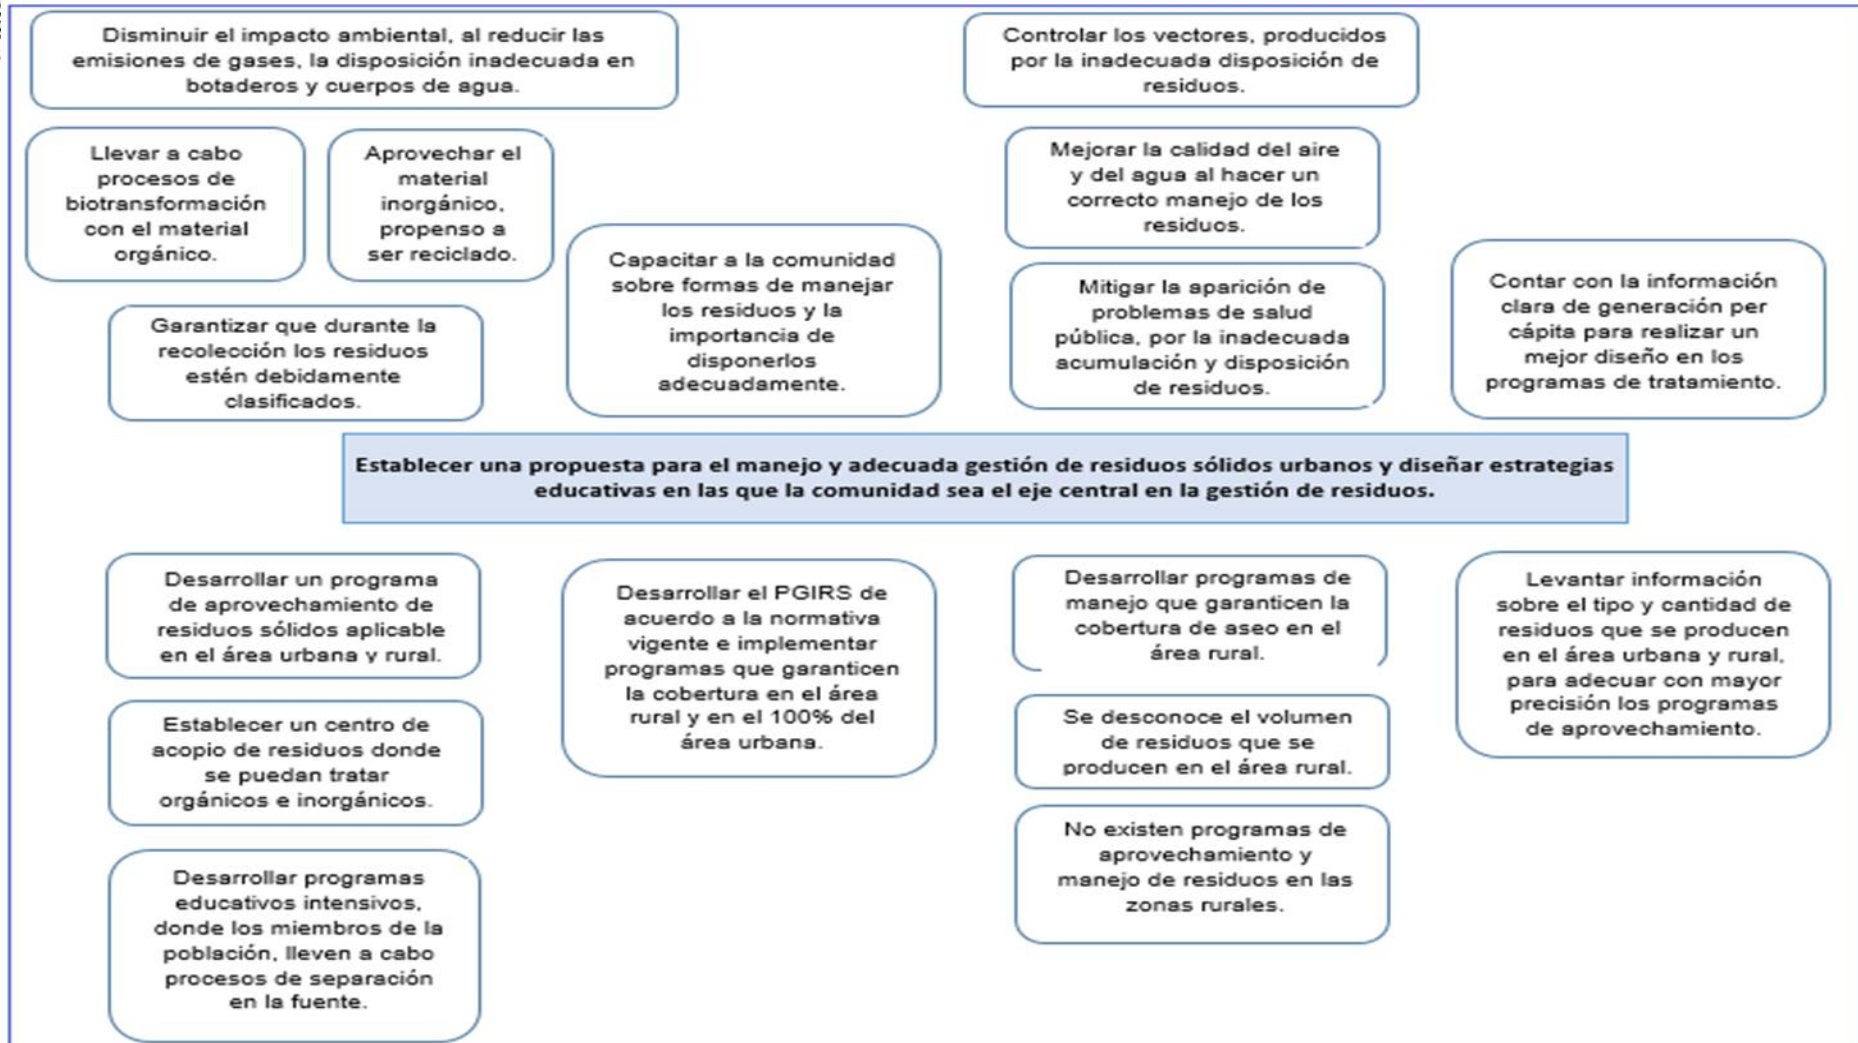 Disminuir el impacto ambiental, al reducir las
emisiones de gases, la disposición inadecuada en
botaderos y cuerpos de agua.
Controlar los vectores, producidos
por la inadecuada disposición de
residuos.
Llevar a cabo
procesos de
biotransformación
con el material
orgánico.
Aprovechar el
material
inorgánico,
propenso a
ser reciclado.
Mejorar la calidad del aire
y del agua al hacer un
correcto manejo de los
residuos.
Capacitar a la comunidad
sobre formas de manejar
los residuos y la
importancia de
disponerlos
adecuadamente.
Contar con la información
clara de generación per
cápita para realizar un
mejor diseño en los
programas de tratamiento.
Mitigar la aparición de
problemas de salud
pública, por la inadecuada
acumulación y disposición
de residuos.
Garantizar que durante la
recolección los residuos
estén debidamente
clasificados.
Establecer una propuesta para el manejo y adecuada gestión de residuos sólidos urbanos y diseñar estrategias
educativas en las que la comunidad sea el eje central en la gestión de residuos.
Desarrollar un programa
de aprovechamiento de
residuos sólidos aplicable
en el área urbana y rural.
Desarrollar el PGIRS de
acuerdo a la normativa
vigente e implementar
programas que garanticen
la cobertura en el área
rural y en el 100% del
área urbana.
Desarrollar programas de
manejo que garanticen la
cobertura de aseo en el
área rural.
Levantar información
sobre el tipo y cantidad de
residuos que se producen
en el área urbana y rural,
para adecuar con mayor
precisión los programas
de aprovechamiento.
Establecer un centro de
acopio de residuos donde
se puedan tratar
orgánicos e inorgánicos.
Se desconoce el volumen
de residuos que se
producen en el área rural.
No existen programas de
aprovechamiento y
manejo de residuos en las
zonas rurales.
Desarrollar programas
educativos intensivos,
donde los miembros de la
población, lleven a cabo
procesos de separación
en la fuente.